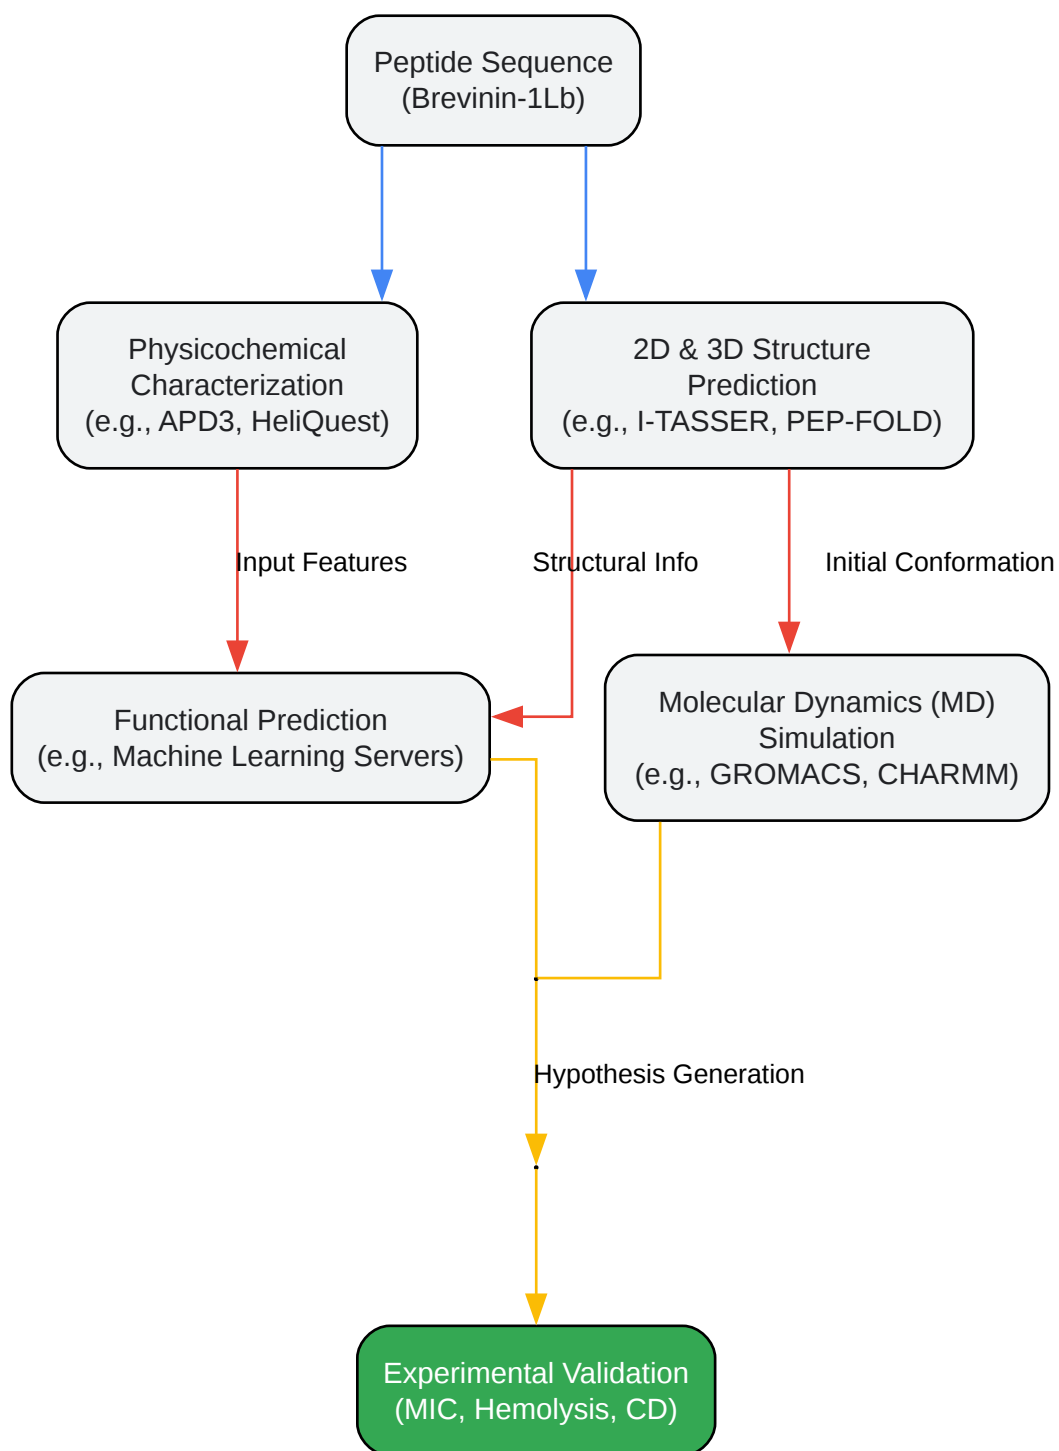 Peptide Sequence
(Brevinin-1Lb)
Physicochemical
Characterization
(e.g., APD3, HeliQuest)
2D & 3D Structure
Prediction
(e.g., I-TASSER, PEP-FOLD)
Input Features
Structural Info
Initial Conformation
Functional Prediction
(e.g., Machine Learning Servers)
Molecular Dynamics (MD)
Simulation
(e.g., GROMACS, CHARMM)
Hypothesis Generation
Experimental Validation
(MIC, Hemolysis, CD)